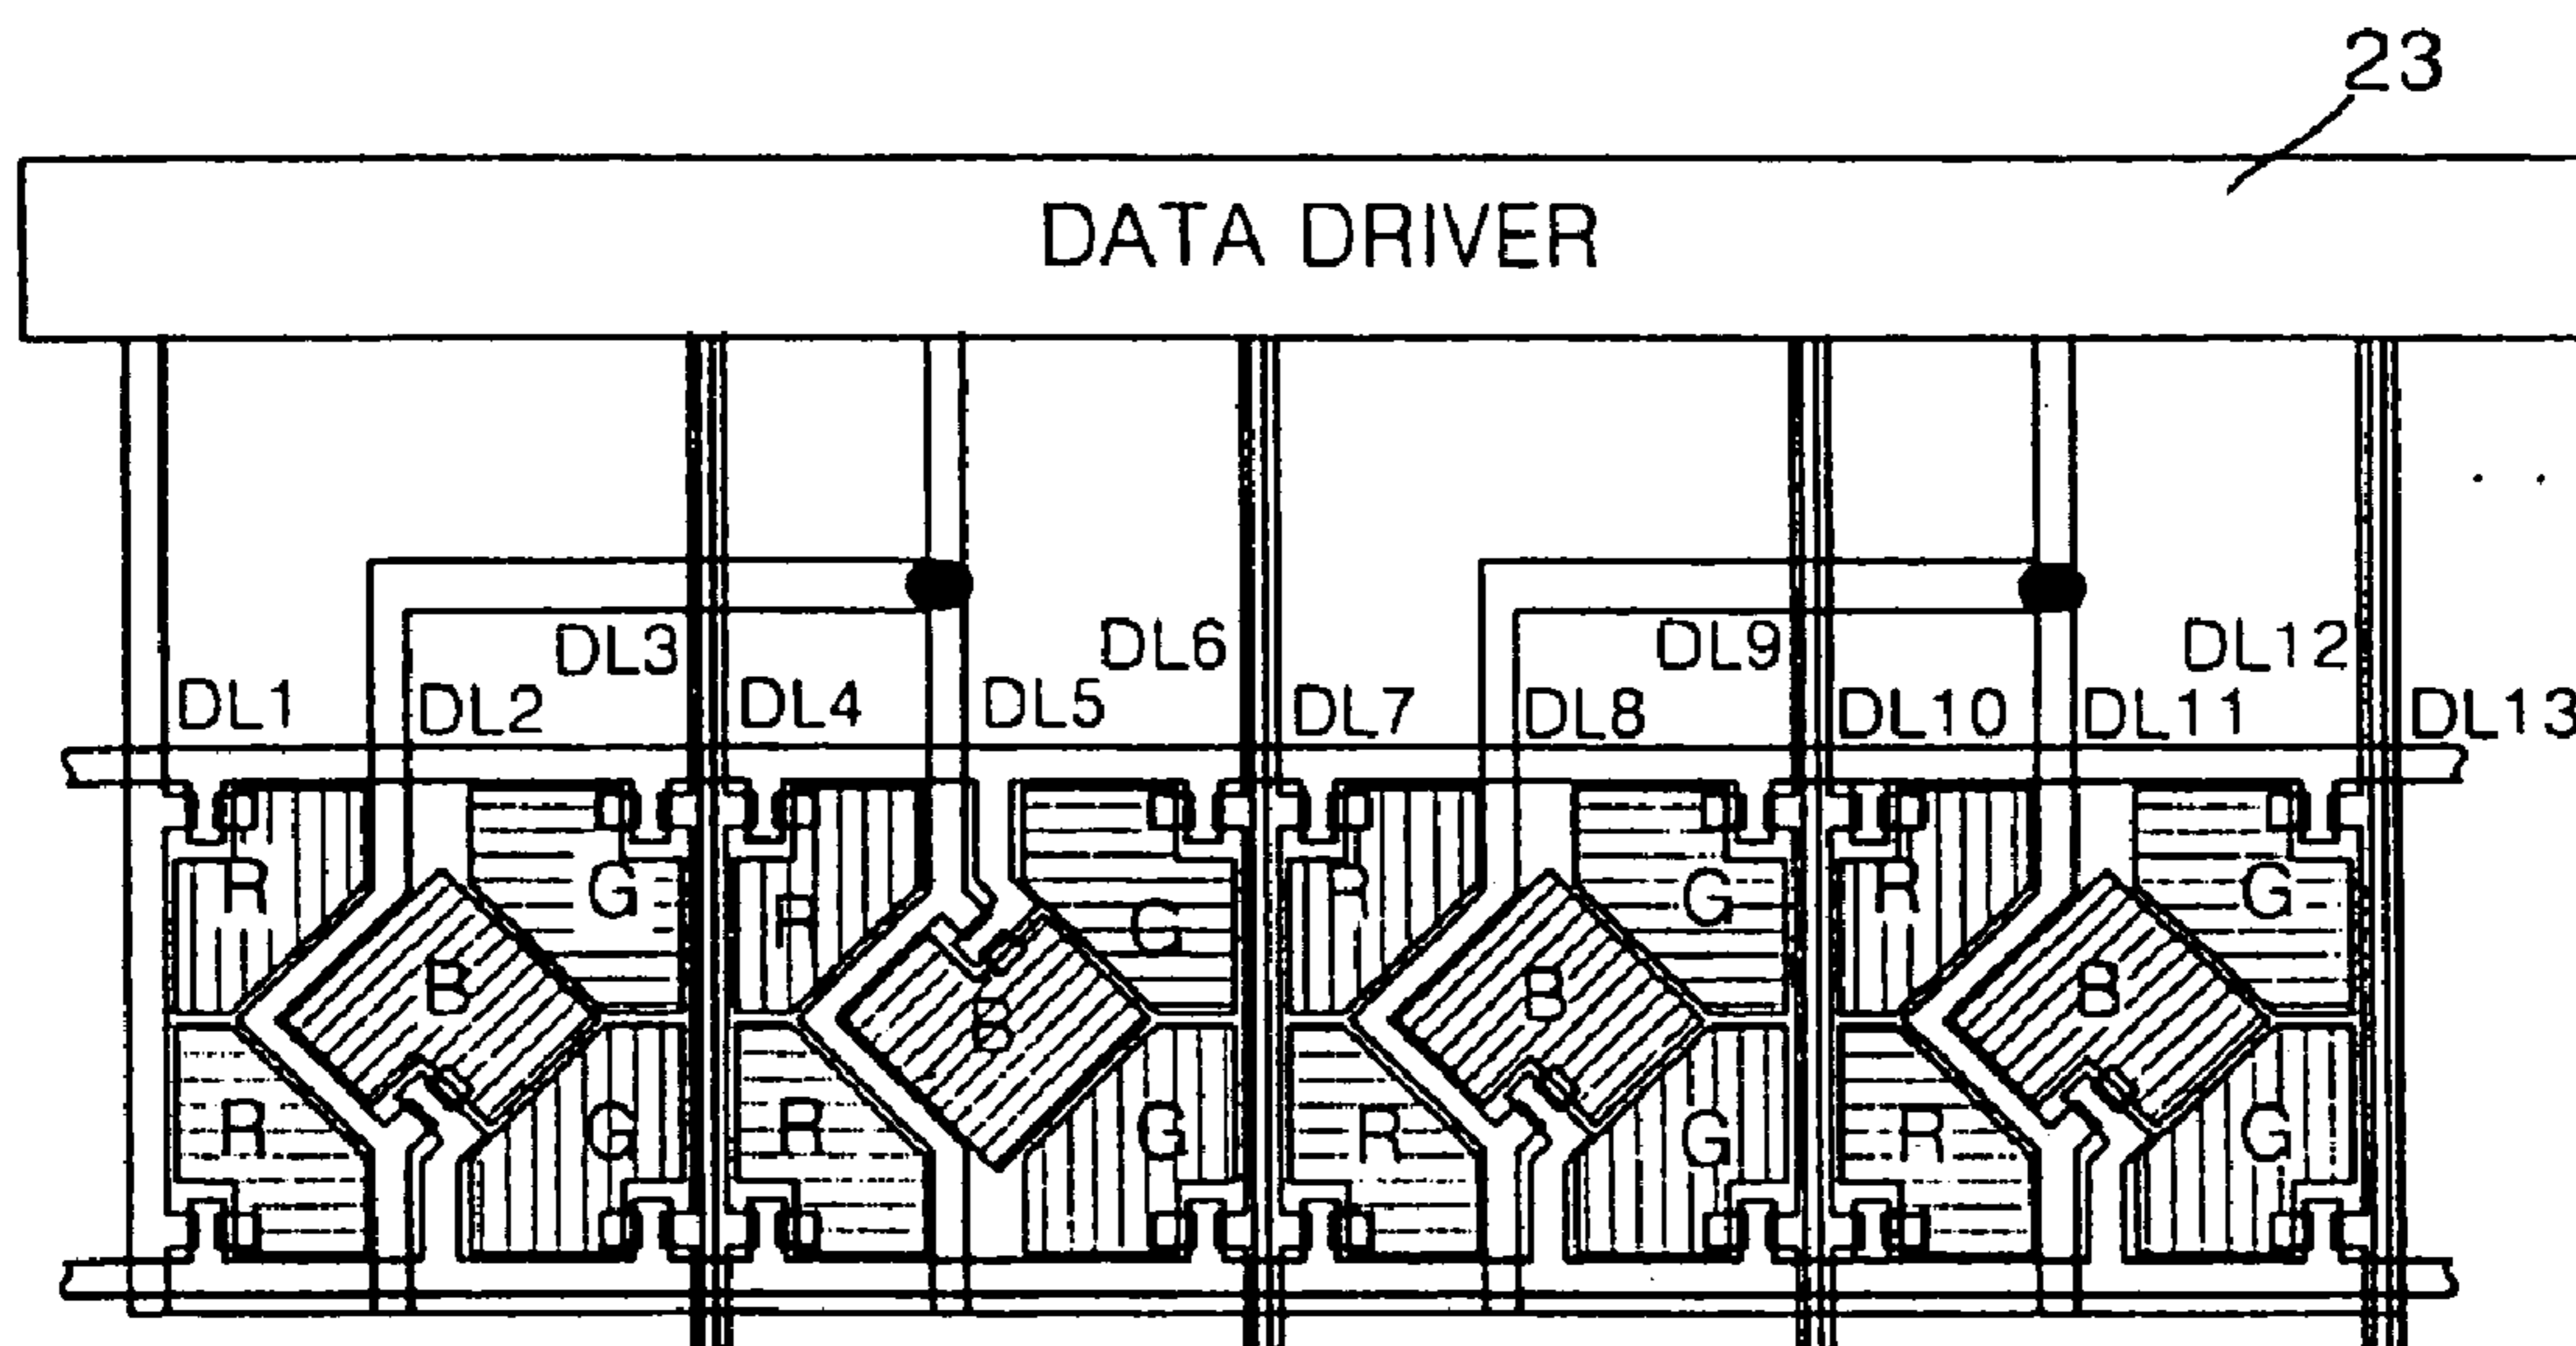 23
DATA DRIVER
DL3 DL6 DL9 DL12
DL1 DL2 DL4 DL5 DL7 DL8 DL10 DL11 DL13
R G R G R G R G
B B B B
R G R G R G R G